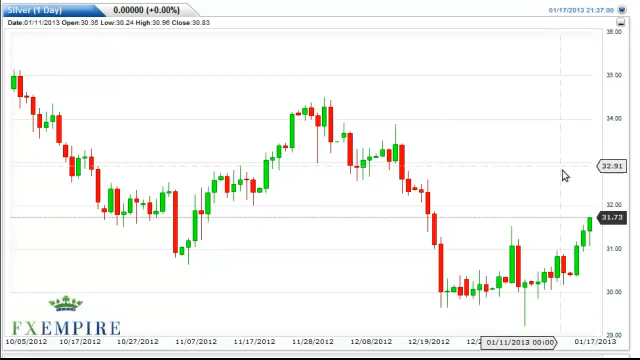 Silver (1 Day) 0.00000 (+0.00%) 01/17/2013 21:37:00
Date:01/11/2013 Open:30.35 Low:30.24 High:30.96 Close:30.83
36.00
35.00
34.00
32.91
32.00
31.73
31.00
30.00
29.00
FXEMPIRE
10/05/2012 10/17/2012 10/27/2012 11/07/2012 11/17/2012 11/28/2012 12/08/2012 12/19/2012 01/11/2013 00:00 01/17/2013